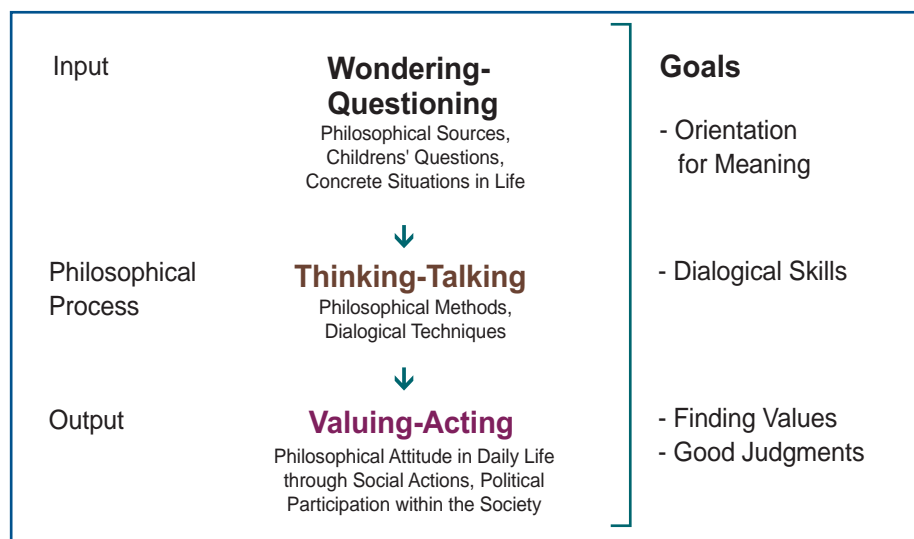 Input
Wondering-
Questioning
Philosophical Sources,
Childrens' Questions,
Concrete Situations in Life
Goals
- Orientation
for Meaning
Philosophical
Process
Thinking-Talking
Philosophical Methods,
Dialogical Techniques
- Dialogical Skills
Output
Valuing-Acting
Philosophical Attitude in Daily Life
through Social Actions, Political
Participation within the Society
- Finding Values
- Good Judgments